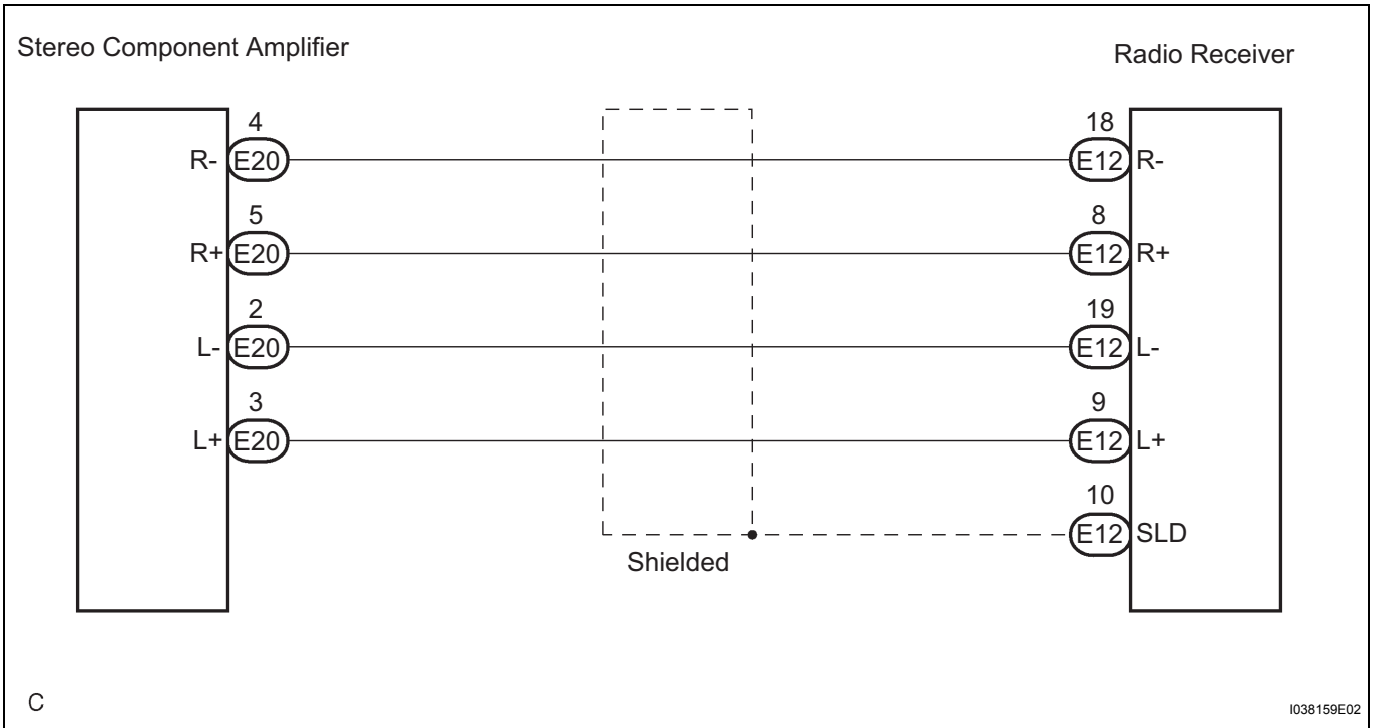 Stereo Component Amplifier
Radio Receiver
4
18
R- E20
E12 R-
5
8
R+ E20
E12 R+
2
19
L- E20
E12 L-
3
9
L+ E20
E12 L+
10
E12 SLD
Shielded
C
I038159E02